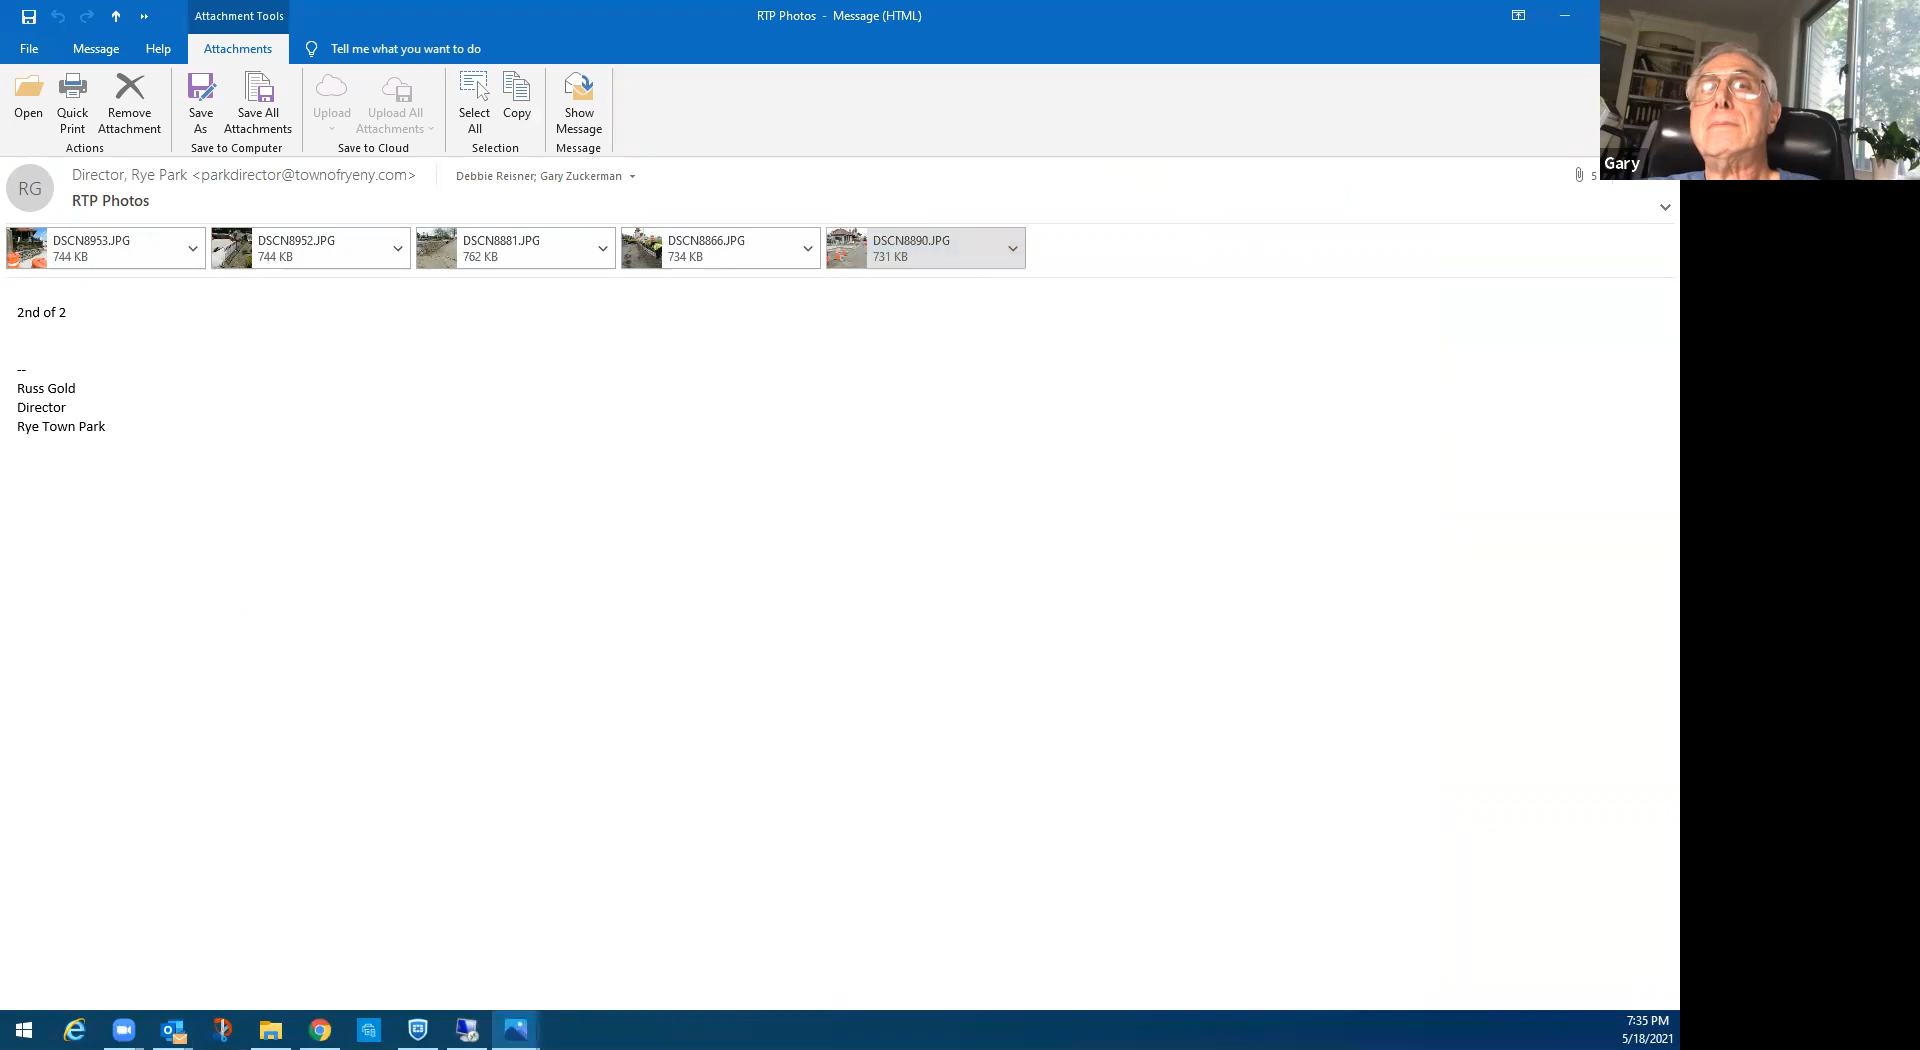 Attachment Tools
RTP Photos - Message (HTML)
File
Message
Help
Attachments
Tell me what you want to do
Open
Quick
Print
Remove
Attachment
Actions
Save
As
Save All
Attachments
Save to Computer
Upload
Upload All
Attachments
Save to Cloud
Select
All
Copy
Selection
Show
Message
Message
Gary
RG
Director, Rye Park <parkdirector@townofryeny.com>
Debbie Reisner; Gary Zuckerman
5
RTP Photos
DSCN8953.JPG
744 KB
DSCN8952.JPG
744 KB
DSCN8881.JPG
762 KB
DSCN8866.JPG
734 KB
DSCN8890.JPG
731 KB
2nd of 2
--
Russ Gold
Director
Rye Town Park
7:35 PM
5/18/2021